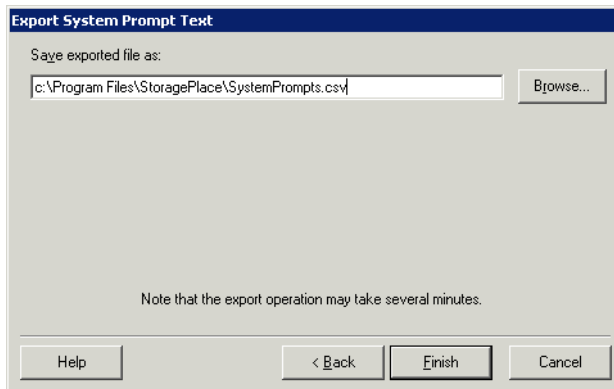 Export System Prompt Text
Save exported file as:
c:\Program Files\StoragePlace\SystemPrompts.csv
Browse...
Note that the export operation may take several minutes.
Help
< Back
Finish
Cancel